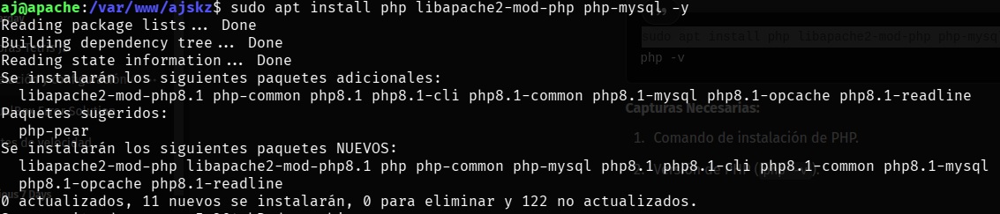 aj@apache:/var/www/ajskz$ sudo apt install php libapache2-mod-php php-mysql -y
Reading package lists... Done
Building dependency tree... Done
Reading state information... Done
Se instalarán los siguientes paquetes adicionales:
libapache2-mod-php8.1 php-common php8.1 php8.1-cli php8.1-common php8.1-mysql php8.1-opcache php8.1-readline
Paquetes sugeridos:
php-pear
Se instalarán los siguientes paquetes NUEVOS:
libapache2-mod-php libapache2-mod-php8.1 php php-common php-mysql php8.1 php8.1-cli php8.1-common php8.1-mysql
php8.1-opcache php8.1-readline
0 actualizados, 11 nuevos se instalarán, 0 para eliminar y 122 no actualizados.
sudo apt install php libapache2-mod-php php-mysq
php -v
Capturas Necesarias:
1. Comando de instalación de PHP.